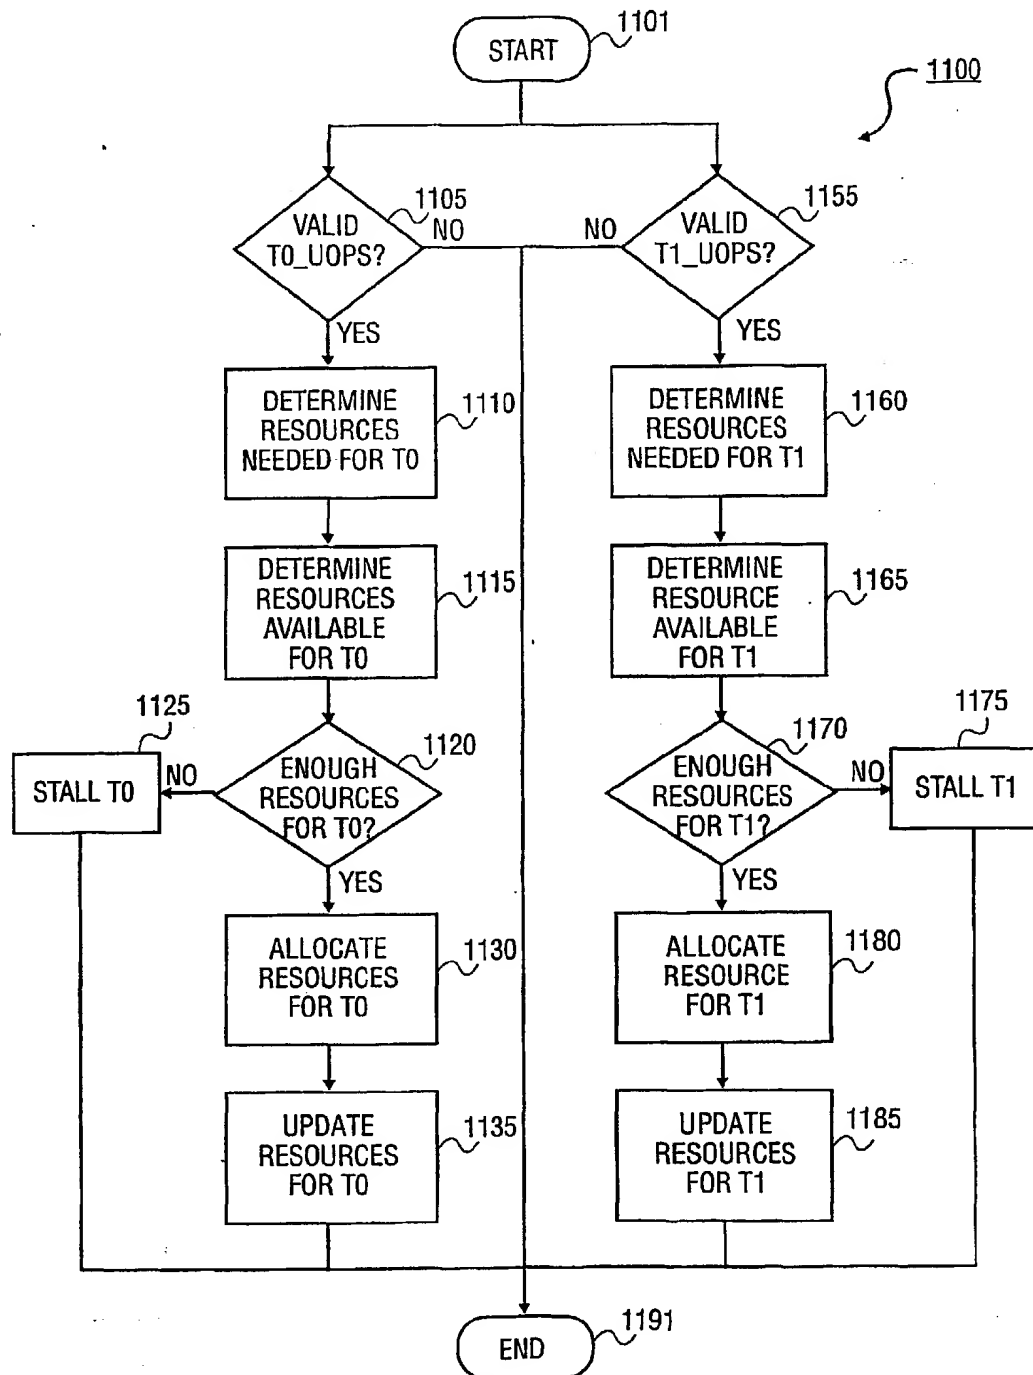 START
1101
1100
VALID
T0_UOPS?
1105
NO
YES
NO
VALID
T1_UOPS?
1155
YES
DETERMINE
RESOURCES
NEEDED FOR T0
1110
DETERMINE
RESOURCES
NEEDED FOR T1
1160
DETERMINE
RESOURCES
AVAILABLE
FOR T0
1115
DETERMINE
RESOURCE
AVAILABLE
FOR T1
1165
1125
STALL T0
NO
ENOUGH
RESOURCES
FOR T0?
1120
YES
ENOUGH
RESOURCES
FOR T1?
1170
NO
YES
1175
STALL T1
ALLOCATE
RESOURCES
FOR T0
1130
ALLOCATE
RESOURCE
FOR T1
1180
UPDATE
RESOURCES
FOR T0
1135
UPDATE
RESOURCES
FOR T1
1185
END
1191